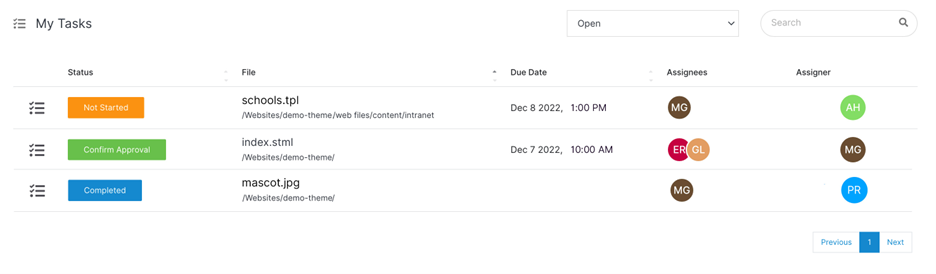 My Tasks
Open
Search
Status File Due Date Assignees Assigner
Not Started schools.tpl Dec 8 2022, 1:00 PM MG AH
/Websites/demo-theme/web files/content/intranet
Confirm Approval index.stml Dec 7 2022, 10:00 AM ER GL MG
/Websites/demo-theme/
Completed mascot.jpg MG PR
/Websites/demo-theme/
Previous 1 Next